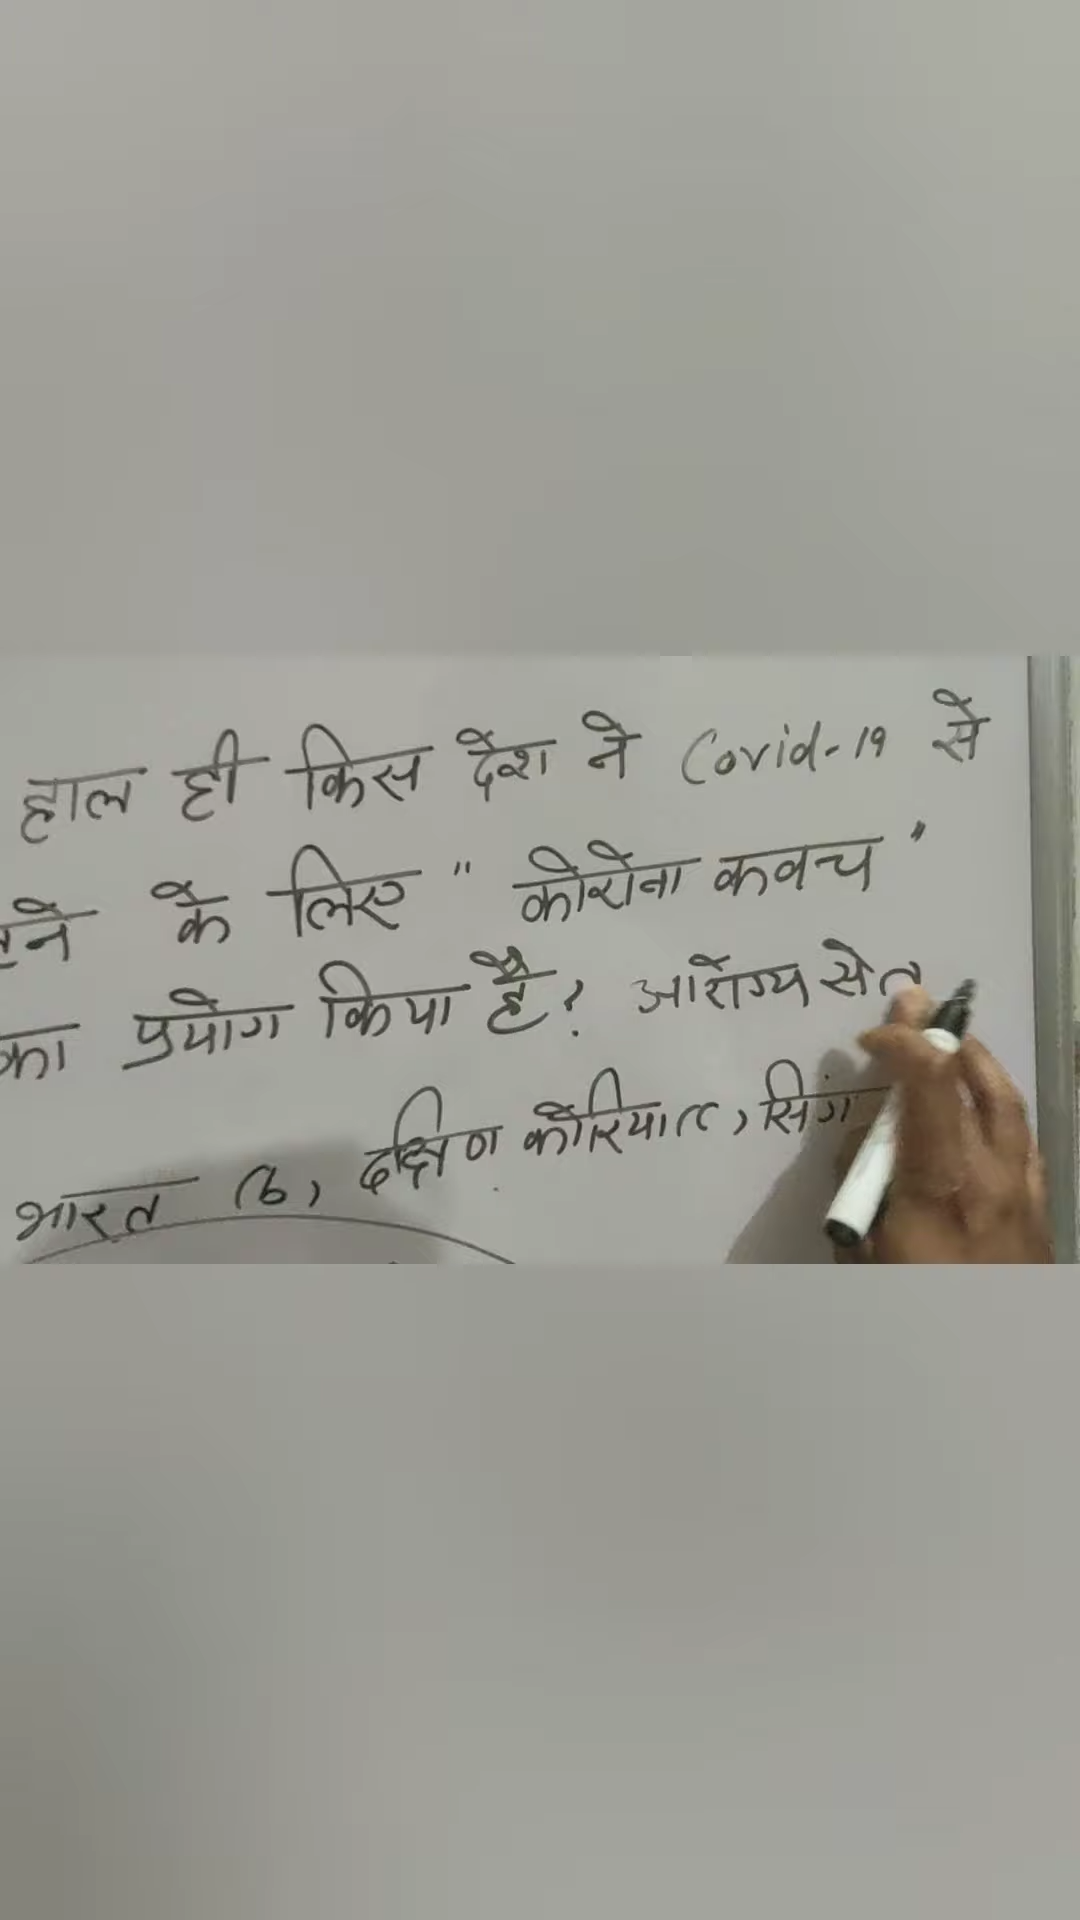 हाल ही किस देश ने Covid-19 से
के लिए "कोरोना कवच"
का प्रयोग किया है? आरोग्य सेत
भारत (b), दक्षिण कोरिया (c), सिंगा